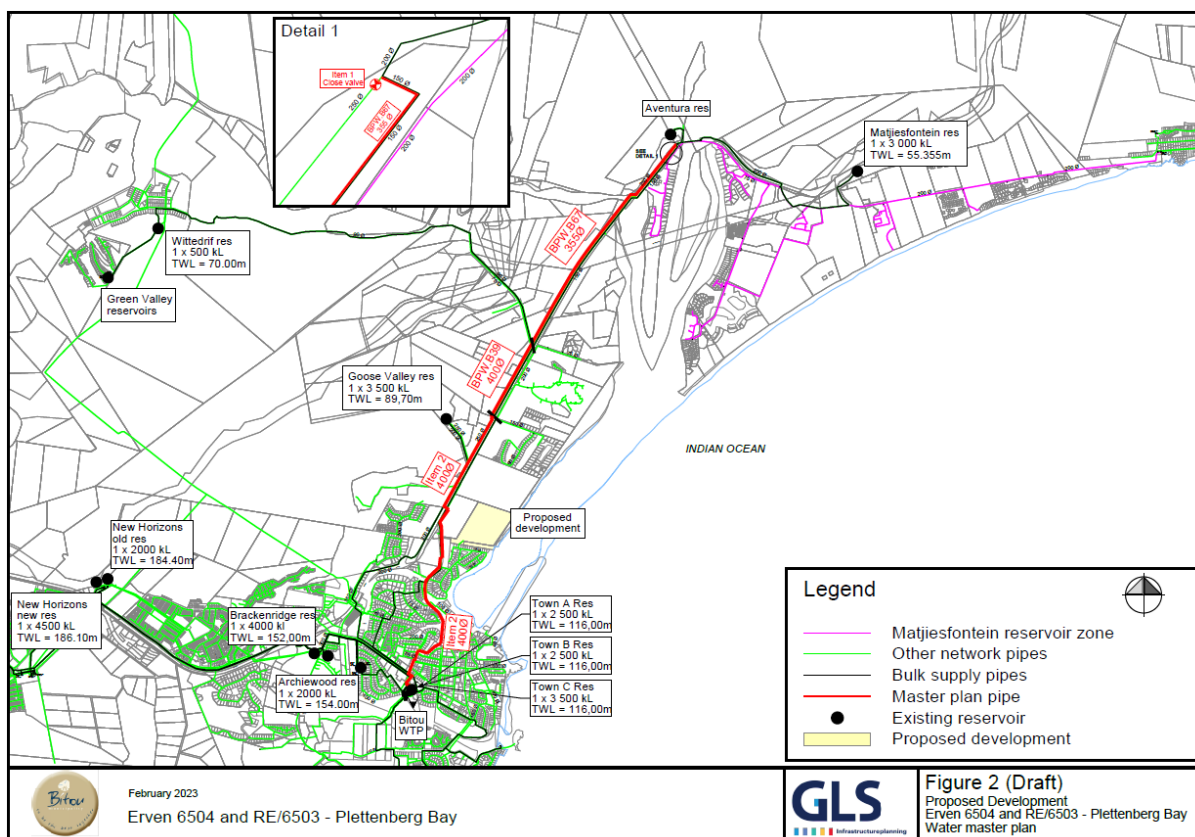 Detail 1
200 Ø
Item 1
Close valve
150 Ø
200 Ø
250 Ø
BPW B67
355 Ø
150 Ø
200 Ø
Aventura res
Matjiesfontein res
1 x 3 000 kL
TWL = 55.355m
SEE
DETAIL 1
Wittedrif res
1 x 500 kL
TWL = 70.00m
Green Valley
reservoirs
BPW B67
355Ø
BPW B39
400Ø
Goose Valley res
1 x 3 500 kL
TWL = 89,70m
INDIAN OCEAN
Item 2
400Ø
Proposed
development
New Horizons
old res
1 x 2000 kL
TWL = 184.40m
New Horizons
new res
1 x 4500 kL
TWL = 186.10m
Brackenridge res
1 x 4000 kl
TWL = 152,00m
Archiewood res
1 x 2000 kL
TWL = 154.00m
Item 2
400Ø
Town A Res
1 x 2 500 kL
TWL = 116,00m
Town B Res
1 x 2 500 kL
TWL = 116,00m
Town C Res
1 x 3 500 kL
TWL = 116,00m
Bitou
WTP
Legend
Matjiesfontein reservoir zone
Other network pipes
Bulk supply pipes
Master plan pipe
Existing reservoir
Proposed development
Bitou
February 2023
Erven 6504 and RE/6503 - Plettenberg Bay
GLS
infrastructureplanning
Figure 2 (Draft)
Proposed Development
Erven 6504 and RE/6503 - Plettenberg Bay
Water master plan